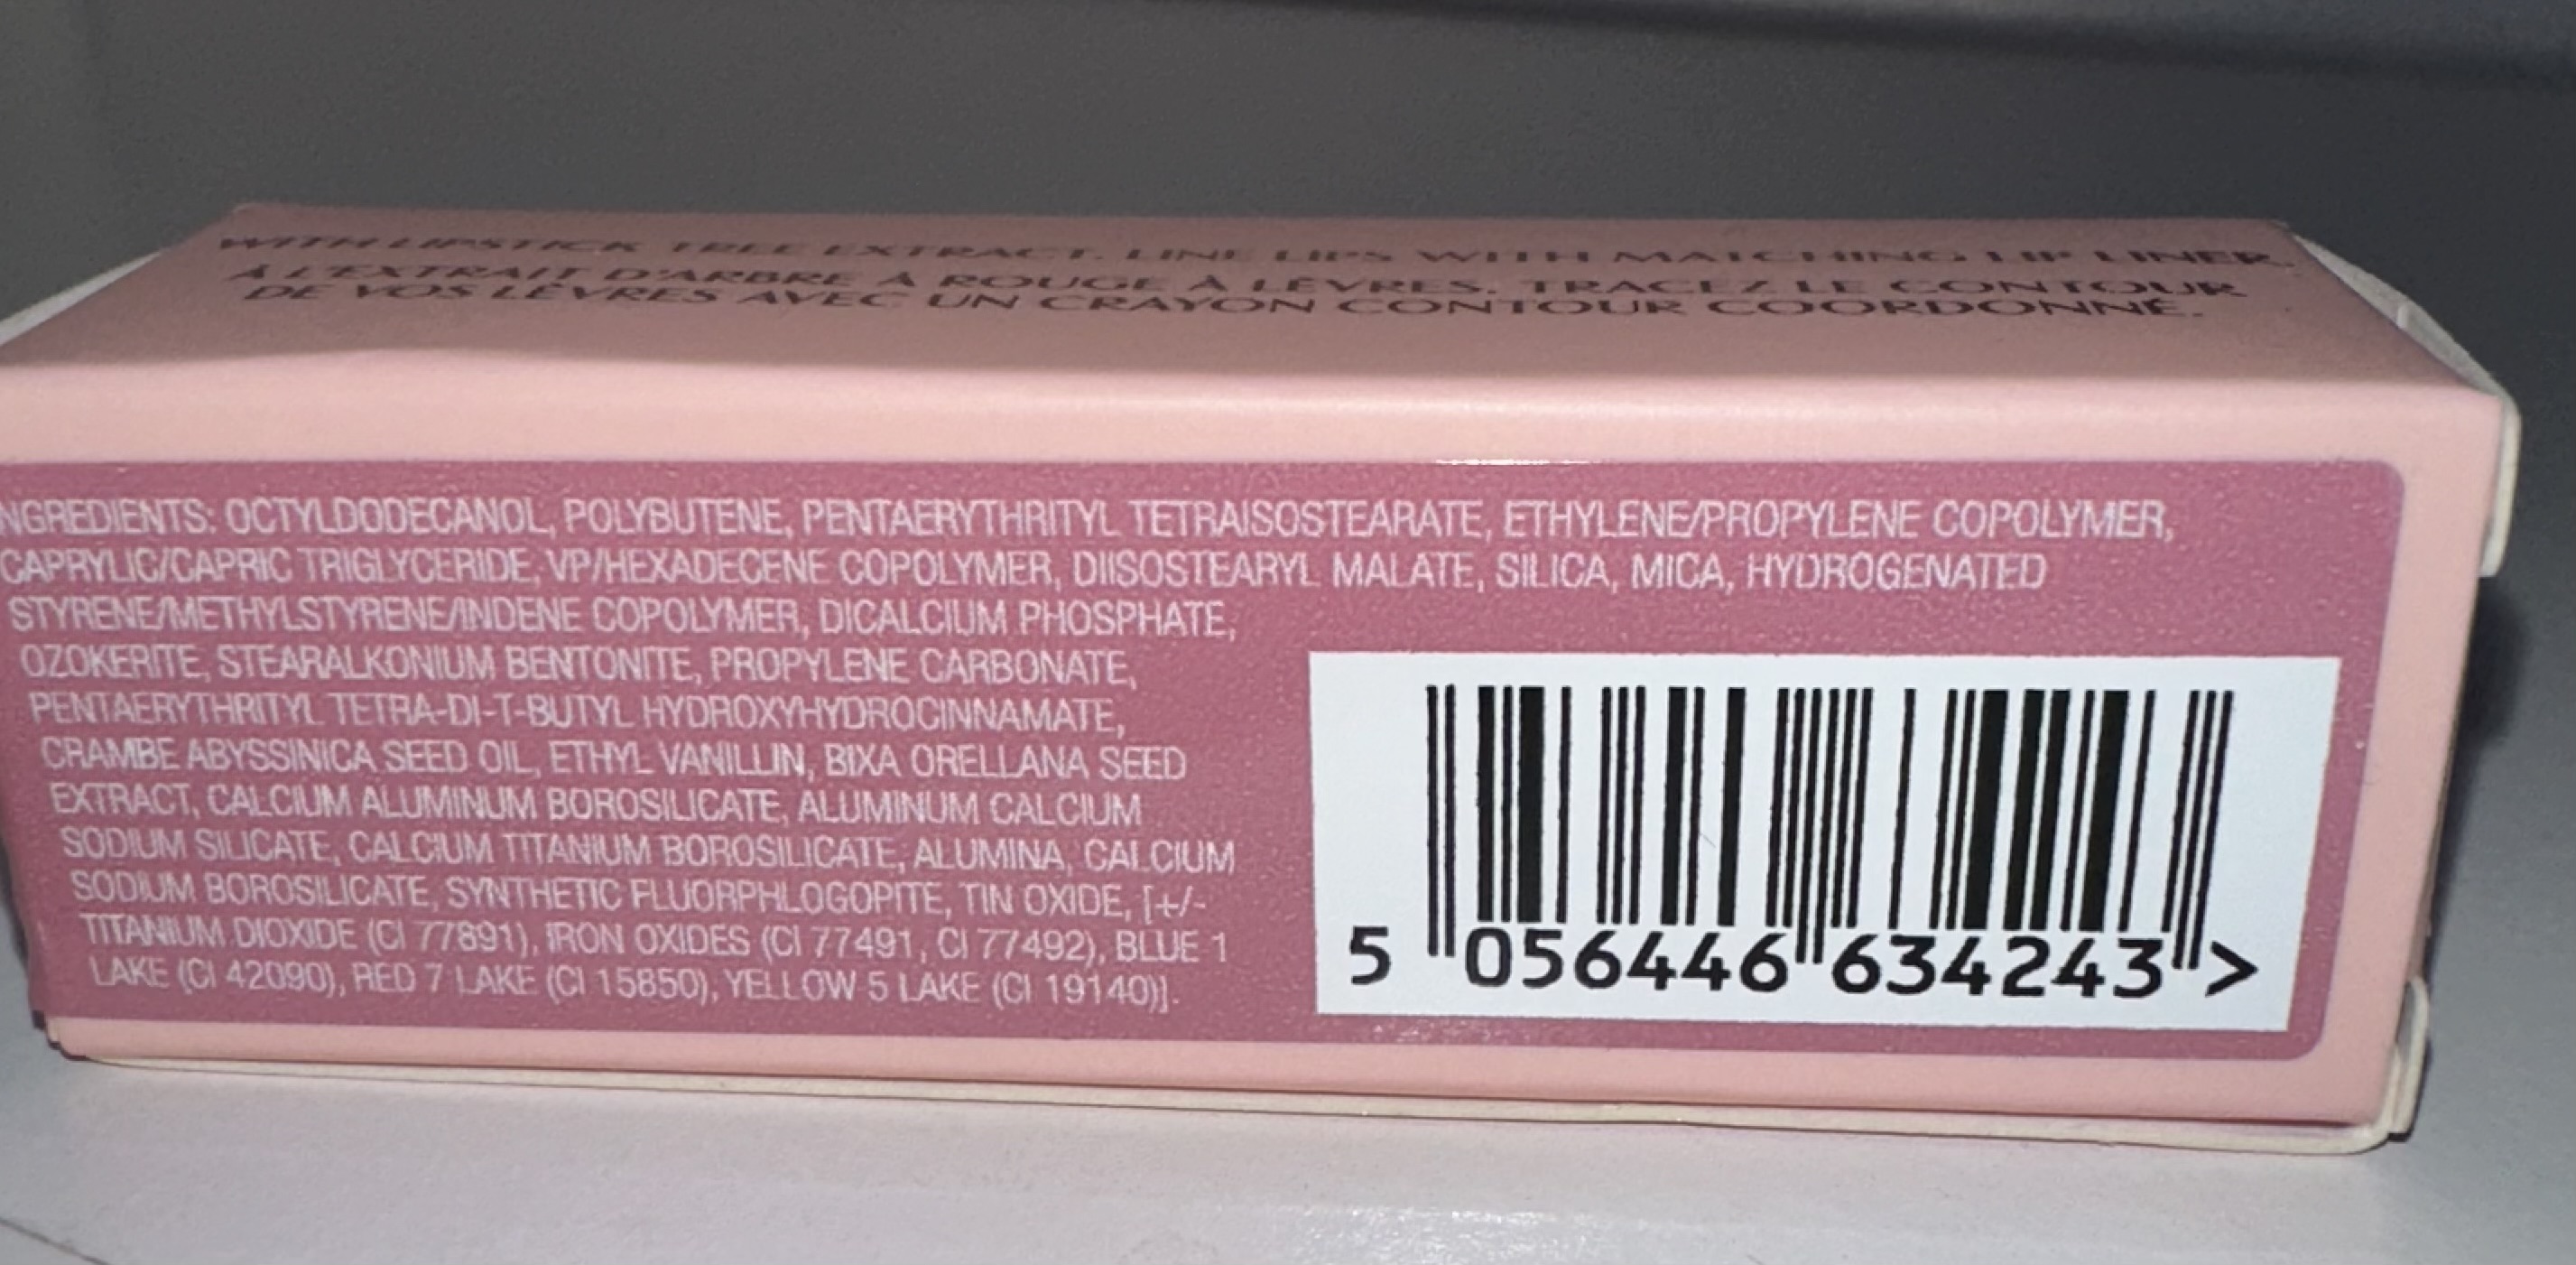 WITH LIPSTICK TREE EXTRACT. LINE LIPS WITH MATCHING LIP LINER.
À L'EXTRAIT D'ARBRE À ROUGE À LÈVRES. TRACEZ LE CONTOUR
DE VOS LÈVRES AVEC UN CRAYON CONTOUR COORDONNÉ.
NGREDIENTS: OCTYLDODECANOL, POLYBUTENE, PENTAERYTHRITYL TETRAISOSTEARATE, ETHYLENE/PROPYLENE COPOLYMER,
CAPRYLIC/CAPRIC TRIGLYCERIDE, VP/HEXADECENE COPOLYMER, DIISOSTEARYL MALATE, SILICA, MICA, HYDROGENATED
STYRENE/METHYLSTYRENE/INDENE COPOLYMER, DICALCIUM PHOSPHATE,
OZOKERITE, STEARALKONIUM BENTONITE, PROPYLENE CARBONATE,
PENTAERYTHRITYL TETRA-DI-T-BUTYL HYDROXYHYDROCINNAMATE,
CRAMBE ABYSSINICA SEED OIL, ETHYL VANILLIN, BIXA ORELLANA SEED
EXTRACT, CALCIUM ALUMINUM BOROSILICATE, ALUMINUM CALCIUM
SODIUM SILICATE, CALCIUM TITANIUM BOROSILICATE, ALUMINA, CALCIUM
SODIUM BOROSILICATE, SYNTHETIC FLUORPHLOGOPITE, TIN OXIDE, [+/-
TITANIUM DIOXIDE (CI 77891), IRON OXIDES (CI 77491, CI 77492), BLUE 1
LAKE (CI 42090), RED 7 LAKE (CI 15850), YELLOW 5 LAKE (CI 19140)].
5 056446 634243 >